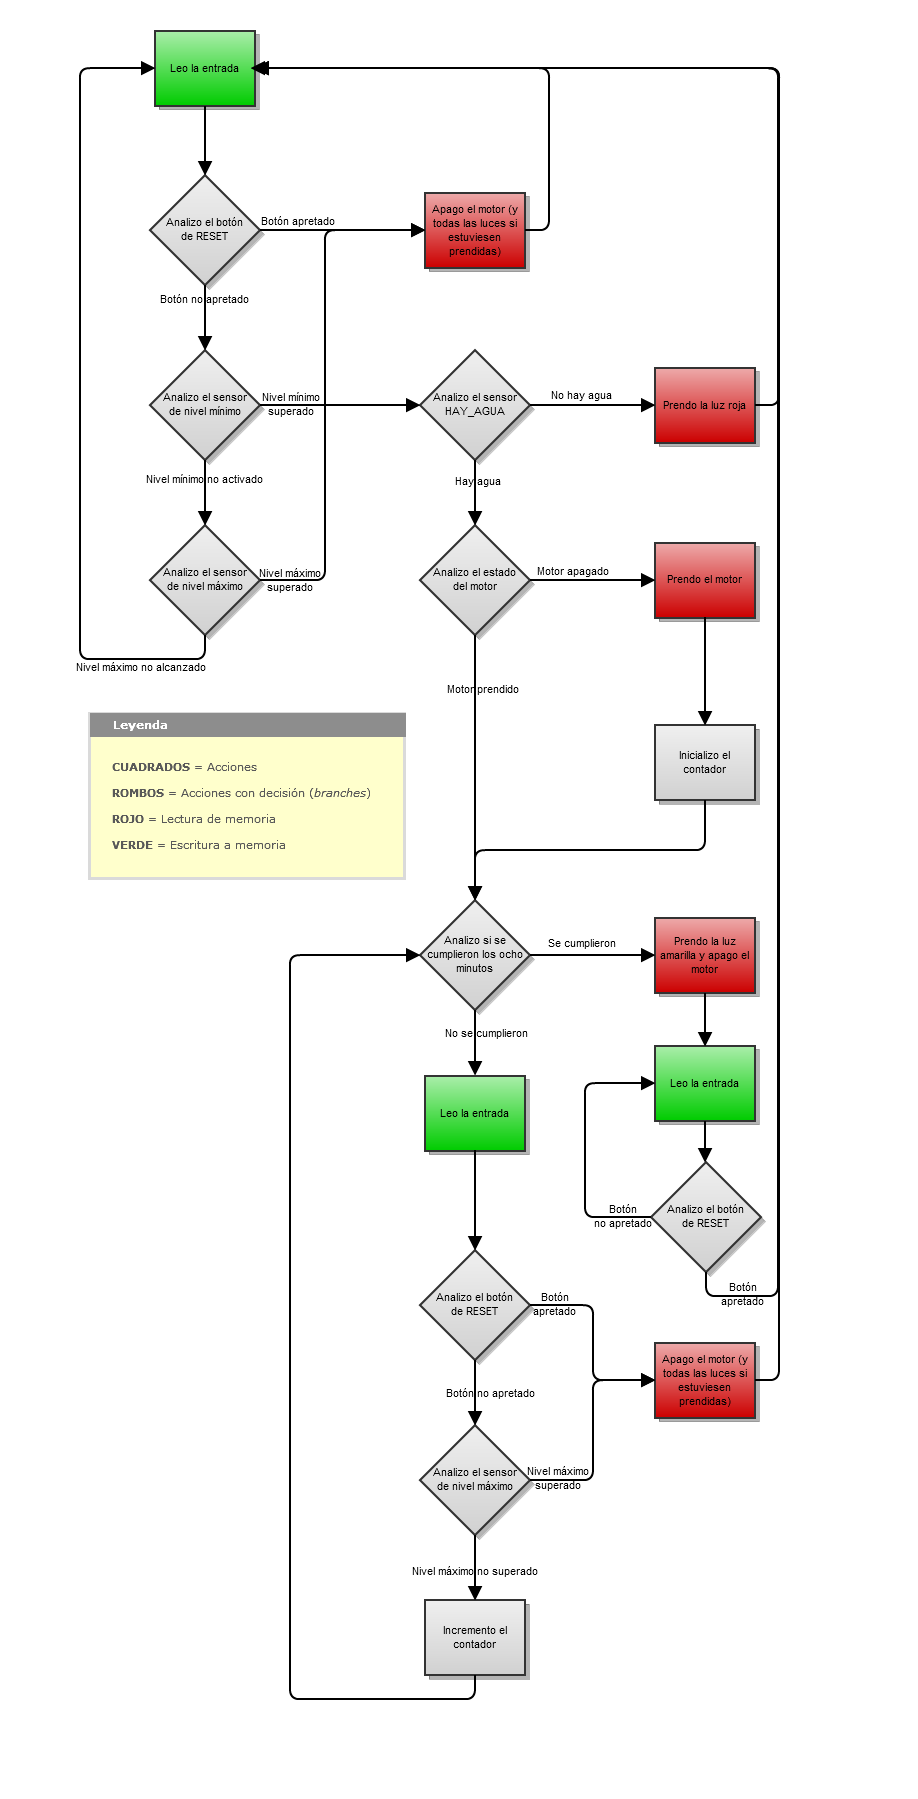 Leo la entrada
Analizo el botón
de RESET
Botón apretado
Apago el motor (y
todas las luces si
estuviesen
prendidas)
Botón no apretado
Analizo el sensor
de nivel mínimo
Nivel mínimo
superado
Analizo el sensor
HAY_AGUA
No hay agua
Prendo la luz roja
Nivel mínimo no activado
Hay agua
Analizo el sensor
de nivel máximo
Nivel máximo
superado
Analizo el estado
del motor
Motor apagado
Prendo el motor
Nivel máximo no alcanzado
Motor prendido
Inicializo el
contador
Leyenda
CUADRADOS = Acciones
ROMBOS = Acciones con decisión (branches)
ROJO = Lectura de memoria
VERDE = Escritura a memoria
Analizo si se
cumplieron los ocho
minutos
Se cumplieron
Prendo la luz
amarilla y apago el
motor
No se cumplieron
Leo la entrada
Leo la entrada
Botón
no apretado
Analizo el botón
de RESET
Botón
apretado
Analizo el botón
de RESET
Botón
apretado
Apago el motor (y
todas las luces si
estuviesen
prendidas)
Botón no apretado
Analizo el sensor
de nivel máximo
Nivel máximo
superado
Nivel máximo no superado
Incremento el
contador